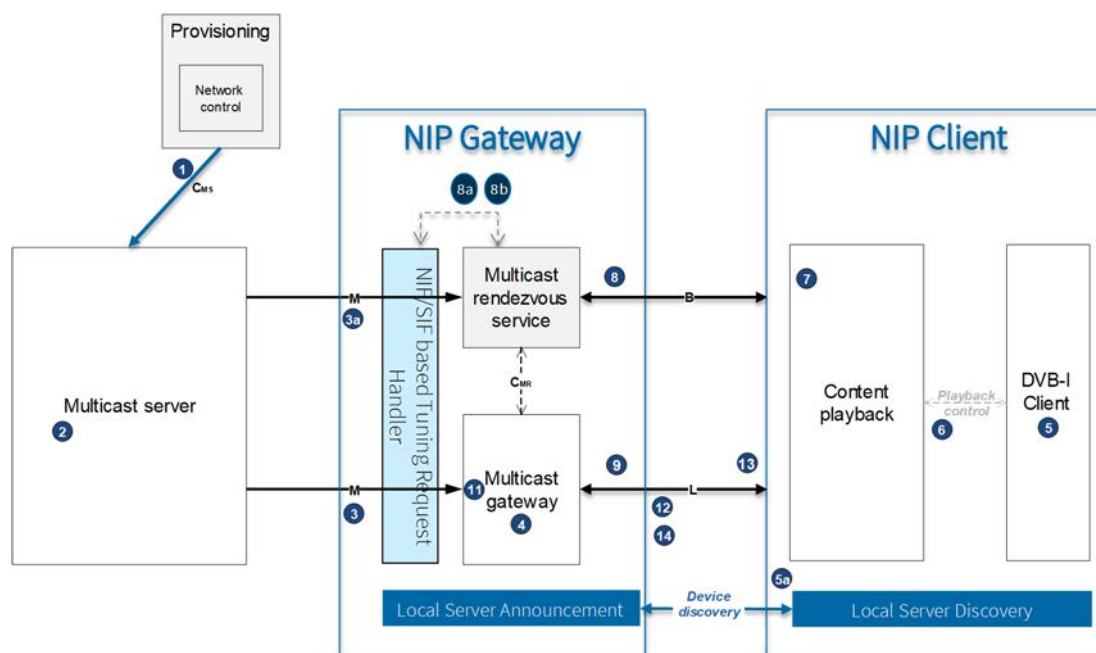 Provisioning
Network
control
1
CMS
NIP Gateway
NIP Client
8a 8b
Multicast server
2
M
3a
M
3
NIF/SIF based Tuning Request
Handler
Multicast
rendezvous
service
CMR
11
Multicast
gateway
4
8
B
9
L
12
14
13
7
Content
playback
Playback
control
6
DVB-I
Client
5
5a
Local Server Announcement
Device
discovery
Local Server Discovery